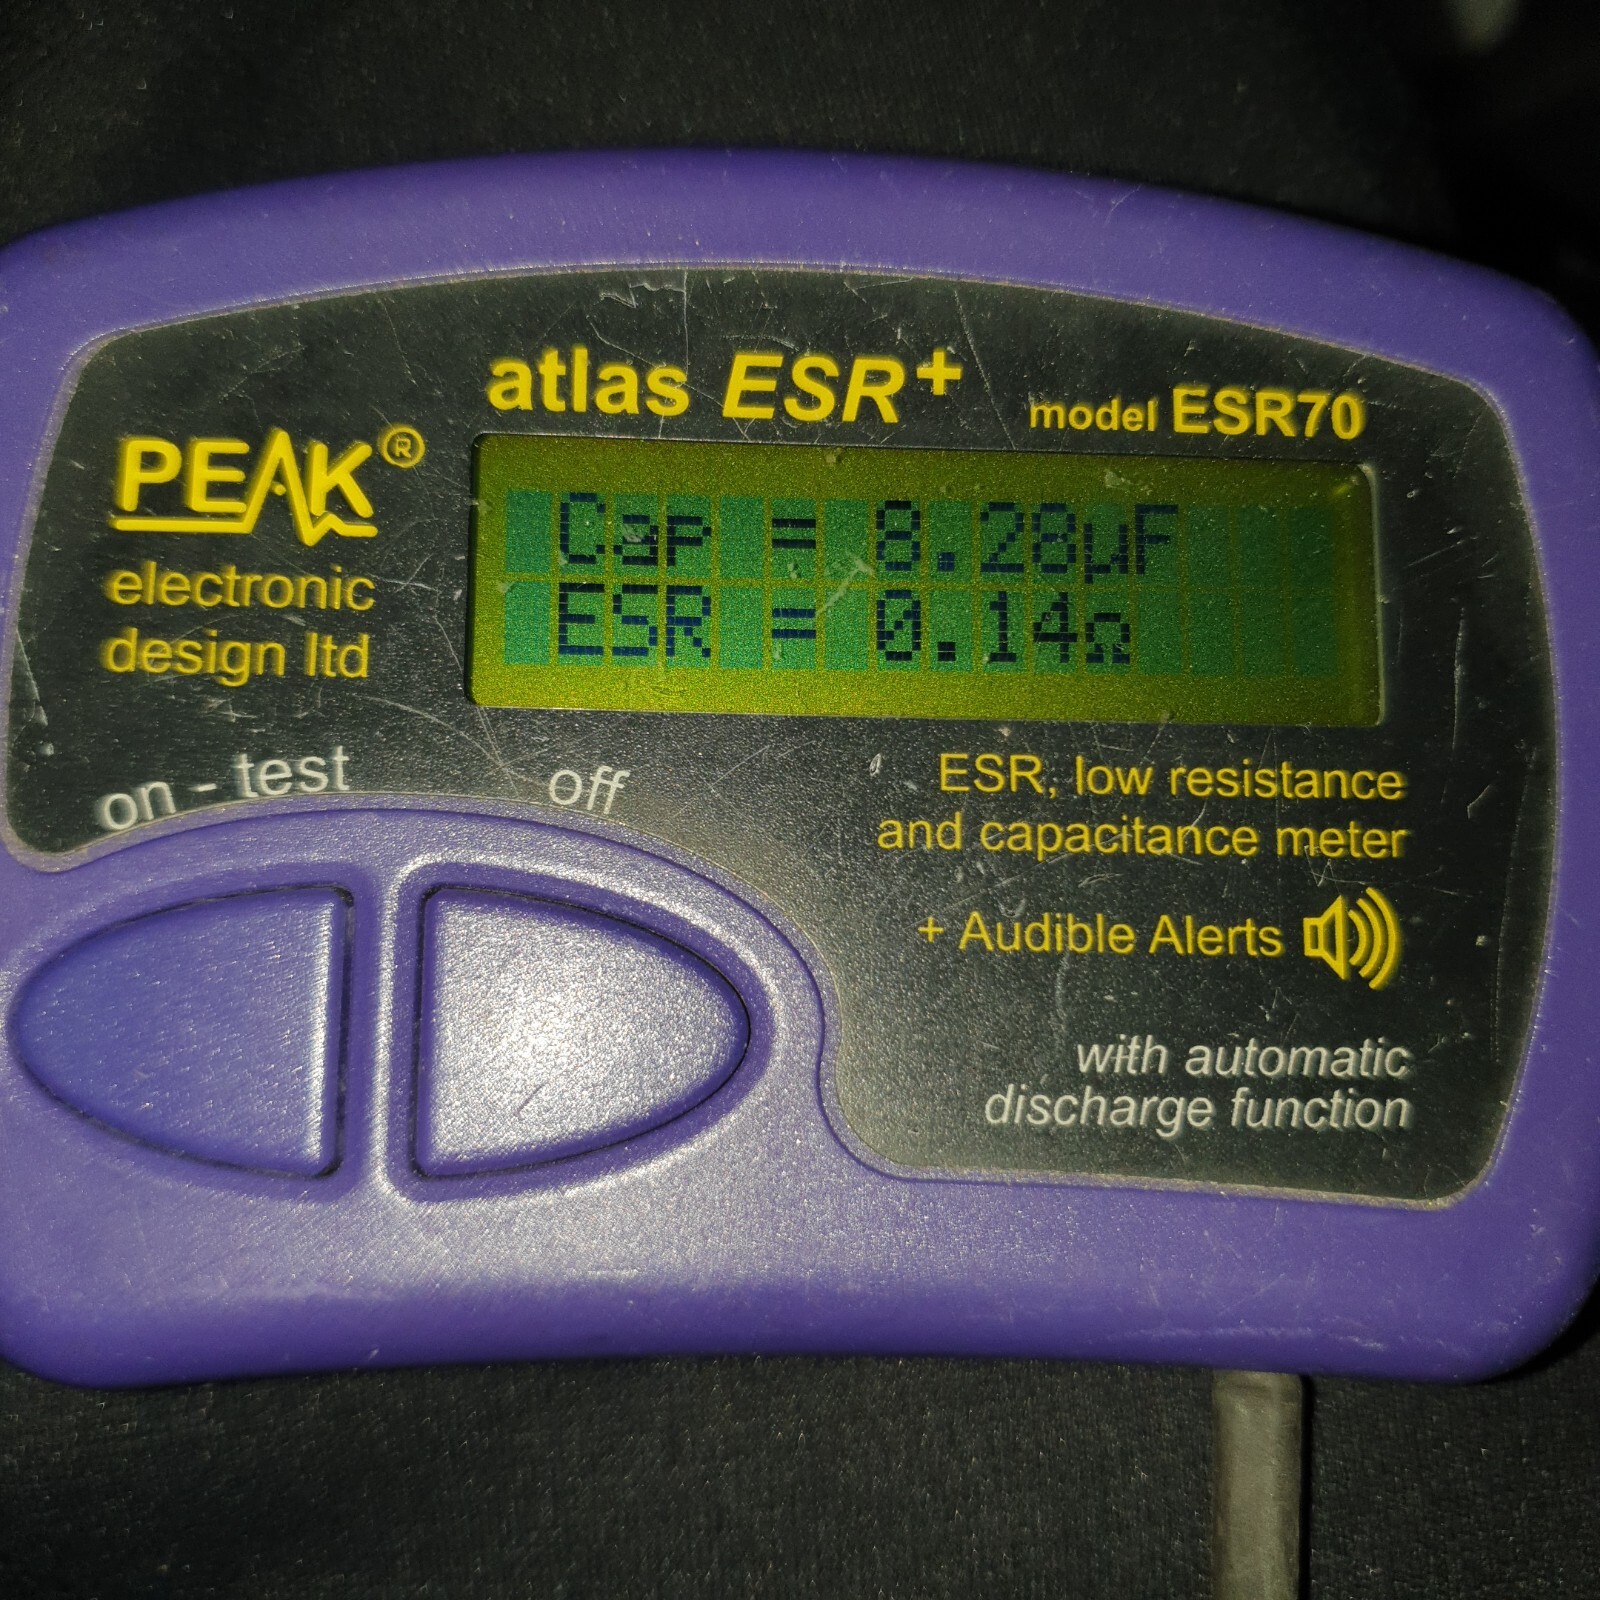 atlas ESR+ model ESR70
PEAK®
electronic
design ltd
Cap = 8.28µF
ESR = 0.14Ω
on - test
off
ESR, low resistance
and capacitance meter
+ Audible Alerts
with automatic
discharge function